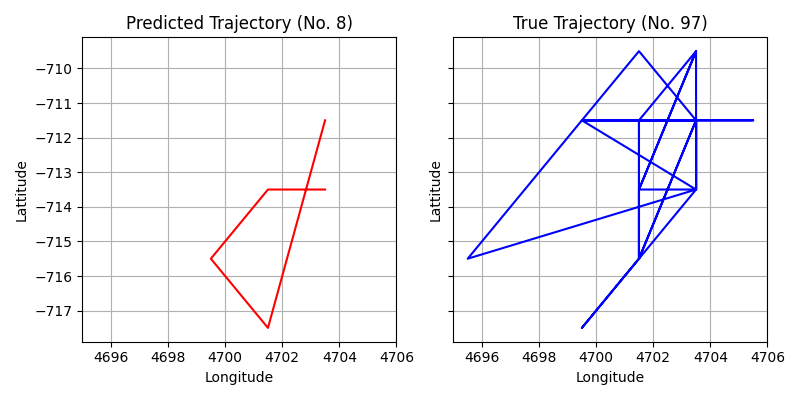 Predicted Trajectory (No. 8)
True Trajectory (No. 97)
Lattitude
−710
−711
−712
−713
−714
−715
−716
−717
4696 4698 4700 4702 4704 4706
Longitude
Lattitude
4696 4698 4700 4702 4704 4706
Longitude